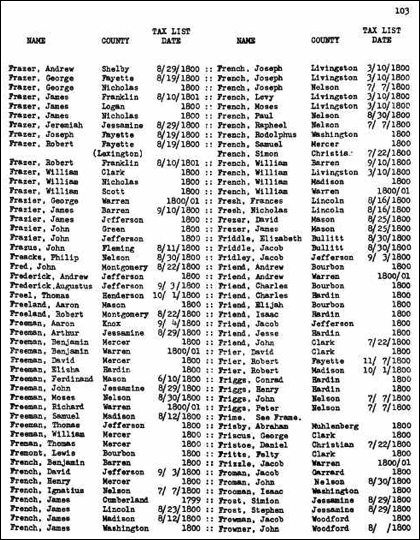 103
TAX LIST TAX LIST
NAME COUNTY DATE NAME COUNTY DATE
Frazer, Andrew Shelby 8/29/1800 :: French, Joseph Livingston 3/10/1800
Frazer, George Fayette 8/19/1800 :: French, Joseph Livingston 3/10/1800
Frazer, George Nicholas 1800 :: French, Joseph Nelson 7/ 7/1800
Frazer, James Franklin 8/10/1801 :: French, Levy Livingston 3/10/1800
Frazer, James Logan 1800 :: French, Moses Livingston 3/10/1800
Frazer, James Nicholas 1800 :: French, Paul Nelson 8/30/1800
Frazer, Jeremiah Jessamine 8/29/1800 :: French, Rapheel Nelson 7/ 7/1800
Frazer, Joseph Fayette 8/19/1800 :: French, Rodolphus Washington 1800
Frazer, Robert Fayette 8/19/1800 :: French, Samuel Mercer 1800
(Lexington) French, Simon Christia. 7/22/1800
Frazer, Robert Franklin 8/10/1801 :: French, William Barren 9/10/1800
Frazer, William Clark 1800 :: French, William Livingston 3/10/1800
Frazer, William Nicholas 1800 :: French, William Madison 1800
Frazer, William Scott 1800 :: French, William Warren 1800/01
Frazier, George Warren 1800/01 :: Fresh, Frances Lincoln 8/16/1800
Frazier, James Barren 9/10/1800 :: Fresh, Nicholas Lincoln 8/16/1800
Frazier, James Jefferson 1800 :: Frezer, David Mason 8/25/1800
Frazier, John Green 1800 :: Frezer, James Mason 8/25/1800
Frazier, John Jefferson 1800 :: Friddle, Elizabeth Bullitt 8/30/1800
Frazus, John Fleming 8/11/1800 :: Friddle, Jacob Bullitt 8/30/1800
Freacks, Philip Nelson 8/30/1800 :: Fridley, Jacob Jefferson 9/ 3/1800
Fred, John Montgomery 8/22/1800 :: Friend, Andrew Bourbon 1800
Frederick, Andrew Jefferson 1800 :: Friend, Andrew Warren 1800/01
Frederick,Augustus Jefferson 9/ 3/1800 :: Friend, Charles Bourbon 1800
Freel, Thomas Henderson 10/ 1/1800 :: Friend, Charles Hardin 1800
Freeland, Aaron Mason 1800 :: Friend, Elijah Bourbon 1800
Freeland, Robert Montgomery 8/22/1800 :: Friend, Isaac Hardin 1800
Freeman, Aaron Knox 9/ 4/1800 :: Friend, Jacob Jefferson 1800
Freeman, Arthur Jessamine 8/29/1800 :: Friend, Jesse Hardin 1800
Freeman, Benjamin Mercer 1800 :: Friend, John Clark 7/22/1800
Freeman, Benjamin Warren 1800/01 :: Frier, David Clark 1800
Freeman, David Mercer 1800 :: Frier, Robert Fayette 11/ 7/1800
Freeman, Elisha Hardin 1800 :: Frier, Robert Madison 10/ 1/1800
Freeman, Ferdinand Mason 6/10/1800 :: Friggs, Conrad Hardin 1800
Freeman, John Jessamine 8/29/1800 :: Friggs, Henry Hardin 1800
Freeman, Moses Nelson 8/30/1800 :: Friggs, John Nelson 7/ 7/1800
Freeman, Richard Warren 1800/01 :: Friggs, Peter Nelson 7/ 7/1800
Freeman, Samuel Madison 8/12/1800 :: Frime. See Frame.
Freeman, Thomas Jefferson 1800 :: Frisby, Abraham Muhlenberg 1800
Freeman, William Mercer 1800 :: Friscus, George Clark 1800
Freman, Thomas Mercer 1800 :: Fristoe, Daniel Christian 7/22/1800
Fremont, Lewis Bourbon 1800 :: Fritts, Felty Clark 1800
French, Benjamin Barren 1800 :: Frizzle, Jacob Warren 1800/01
French, David Jefferson 9/ 3/1800 :: Froman, Jacob Garrard 1800
French, Henry Mercer 1800 :: Froman, John Nelson 8/30/1800
French, Ignatius Nelson 7/ 7/1800 :: Frooman, Isaac Washington 1800
French, James Cumberland 1799 :: Frost, Simion Jessamine 8/29/1800
French, James Lincoln 8/23/1800 :: Frost, Stephen Jessamine 8/29/1800
French, James Madison 8/12/1800 :: Frowman, Jacob Woodford 1800
French, James Washington 1800 :: Frowner, John Woodford 8/ /1800